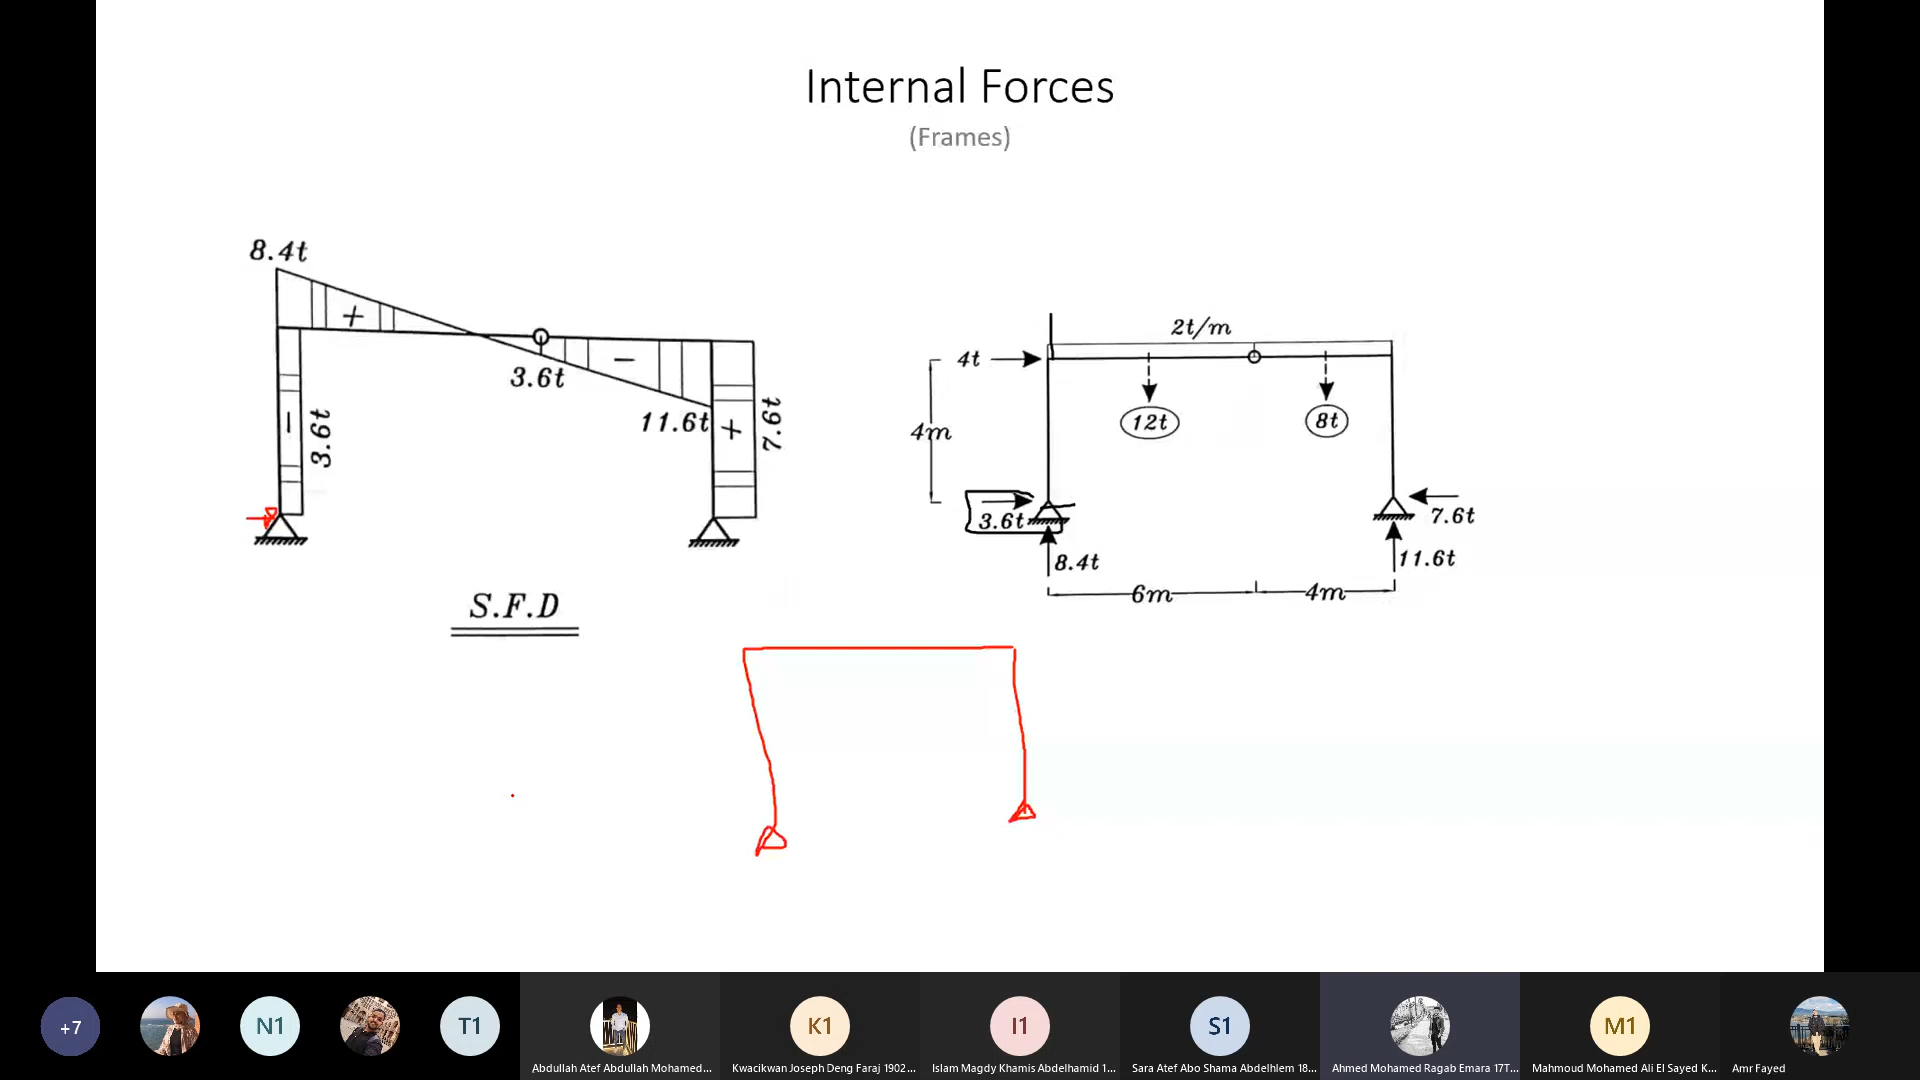 Internal Forces
(Frames)
8.4t
+
3.6t
−
11.6t
−
3.6t
+
7.6t
S.F.D
2t/m
4t
4m
12t
8t
3.6t
7.6t
8.4t
11.6t
6m
4m
+7
N1
T1
K1
I1
S1
M1
Abdullah Atef Abdullah Mohamed...
Kwacikwan Joseph Deng Faraj 1902...
Islam Magdy Khamis Abdelhamid 1...
Sara Atef Abo Shama Abdelhlem 18...
Ahmed Mohamed Ragab Emara 17T...
Mahmoud Mohamed Ali El Sayed K...
Amr Fayed